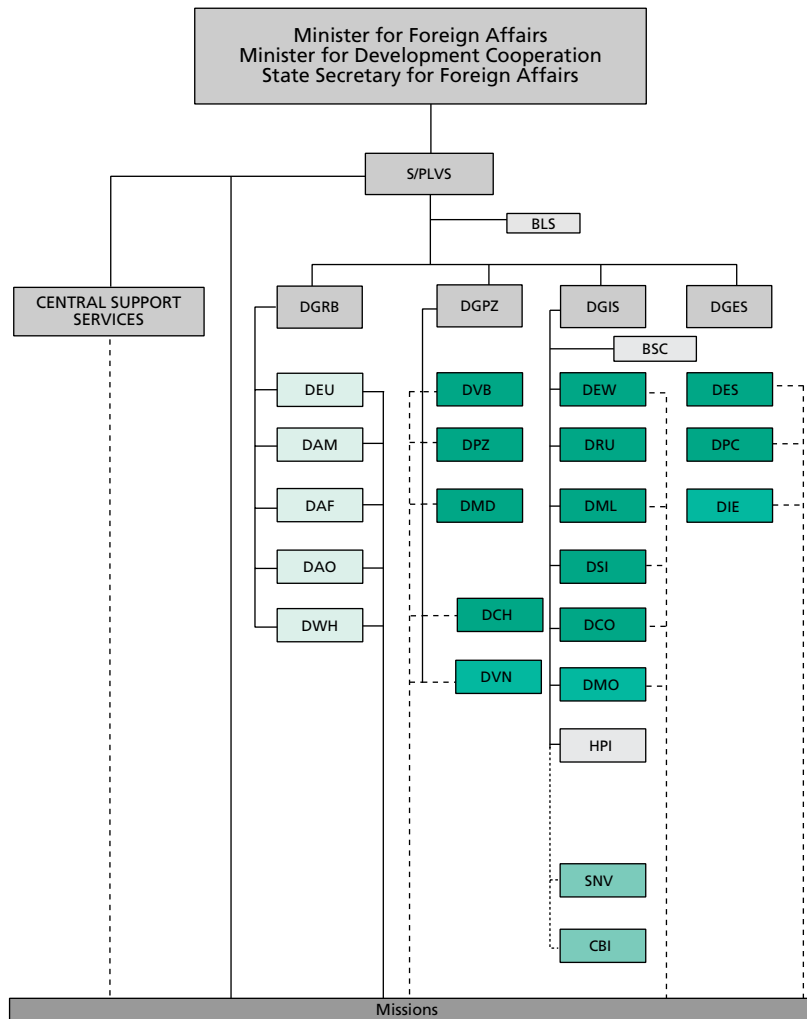 Minister for Foreign Affairs
Minister for Development Cooperation
State Secretary for Foreign Affairs
S/PLVS
BLS
CENTRAL SUPPORT
SERVICES
DGRB
DGPZ
DGIS
DGES
BSC
DEU
DVB
DEW
DES
DAM
DPZ
DRU
DPC
DAF
DMD
DML
DIE
DAO
DSI
DWH
DCH
DCO
DVN
DMO
HPI
SNV
CBI
Missions